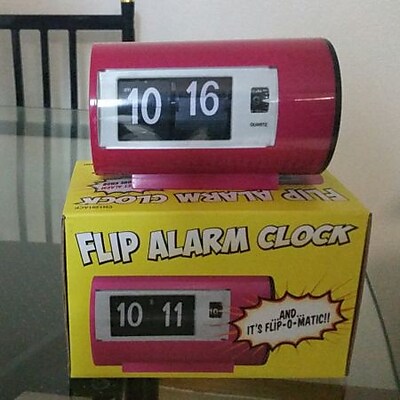 10 16
QUARTZ
FLIP ALARM CLOCK
FLIP ALARM CLOCK
10 11
...AND...
IT'S FLIP-O-MATIC!!